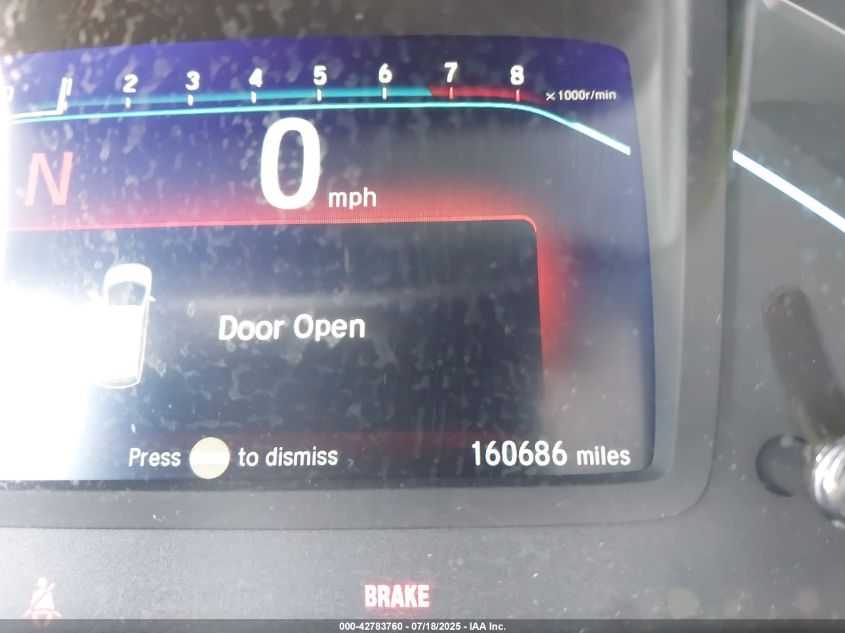 0 1 2 3 4 5 6 7 8 ×1000r/min
N 0 mph
Door Open
Press to dismiss
160686 miles
BRAKE
000-42783760 - 07/18/2025 - IAA Inc.